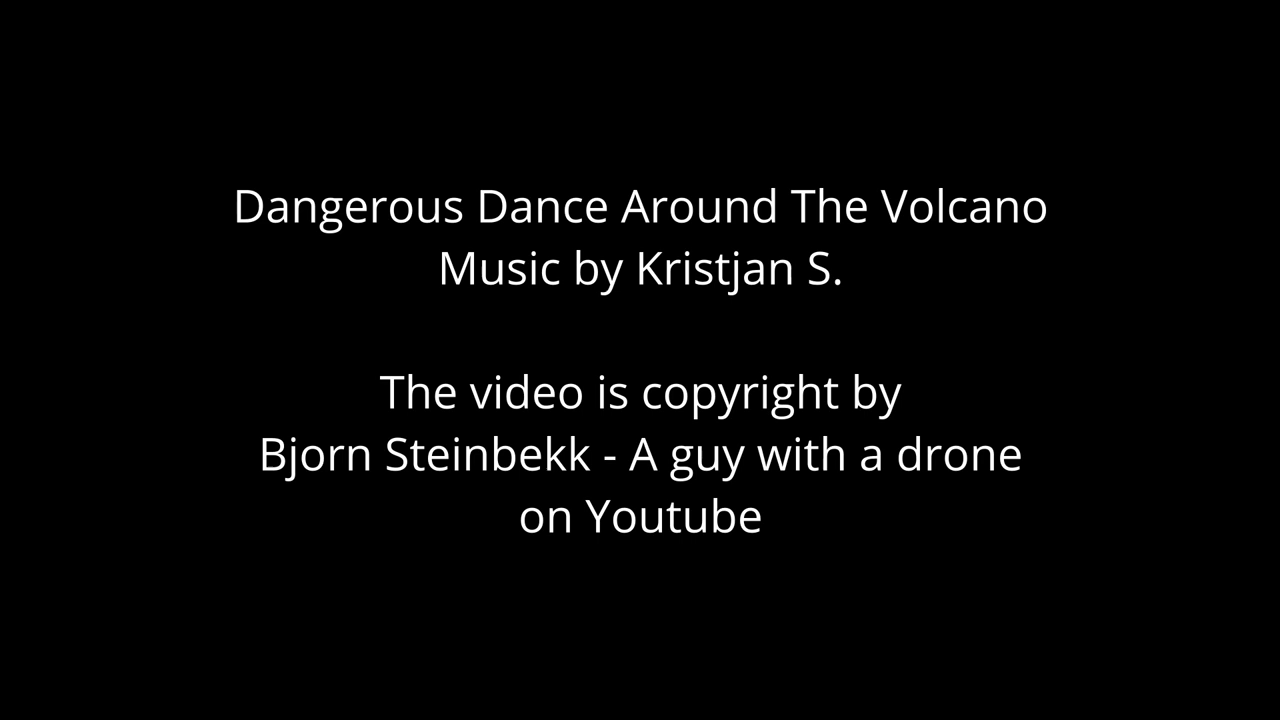 Dangerous Dance Around The Volcano
Music by Kristjan S.
The video is copyright by
Bjorn Steinbekk - A guy with a drone
on Youtube